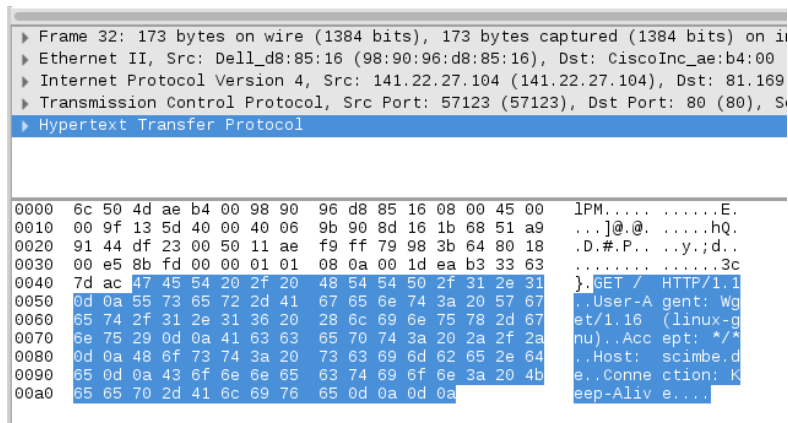 Frame 32: 173 bytes on wire (1384 bits), 173 bytes captured (1384 bits) on i
Ethernet II, Src: Dell_d8:85:16 (98:90:96:d8:85:16), Dst: CiscoInc_ae:b4:00
Internet Protocol Version 4, Src: 141.22.27.104 (141.22.27.104), Dst: 81.169
Transmission Control Protocol, Src Port: 57123 (57123), Dst Port: 80 (80), S
Hypertext Transfer Protocol
0000 6c 50 4d ae b4 00 98 90 96 d8 85 16 08 00 45 00 lPM..... ......E.
0010 00 9f 13 5d 40 00 40 06 9b 90 8d 16 1b 68 51 a9 ...]@.@. .....hQ.
0020 91 44 df 23 00 50 11 ae f9 ff 79 98 3b 64 80 18 .D.#.P.. ..y.;d..
0030 00 e5 8b fd 00 00 01 01 08 0a 00 1d ea b3 33 63 ........ ......3c
0040 7d ac 47 45 54 20 2f 20 48 54 54 50 2f 31 2e 31 }.GET / HTTP/1.1
0050 0d 0a 55 73 65 72 2d 41 67 65 6e 74 3a 20 57 67 ..User-A gent: Wg
0060 65 74 2f 31 2e 31 36 20 28 6c 69 6e 75 78 2d 67 et/1.16 (linux-g
0070 6e 75 29 0d 0a 41 63 63 65 70 74 3a 20 2a 2f 2a nu)..Acc ept: */*
0080 0d 0a 48 6f 73 74 3a 20 73 63 69 6d 62 65 2e 64 ..Host: scimbe.d
0090 65 0d 0a 43 6f 6e 6e 65 63 74 69 6f 6e 3a 20 4b e..Conne ction: K
00a0 65 65 70 2d 41 6c 69 76 65 0d 0a 0d 0a eep-Aliv e....